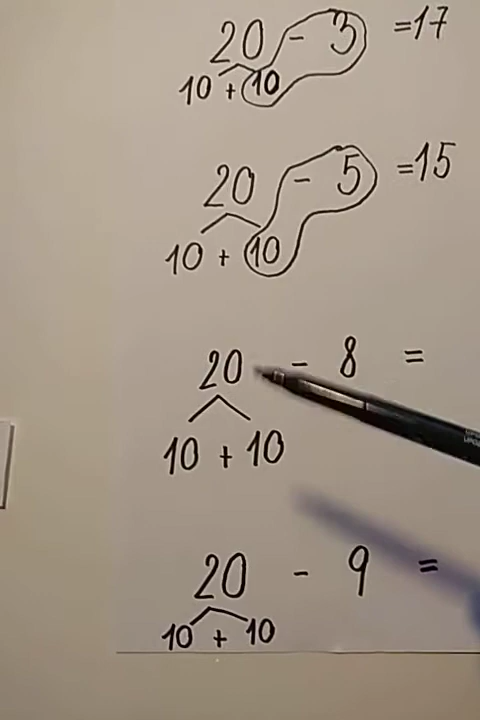 20 - 3 =17
10 + 10
20 - 5 =15
10 + 10
20 - 8 =
10 + 10
20 - 9 =
10 + 10